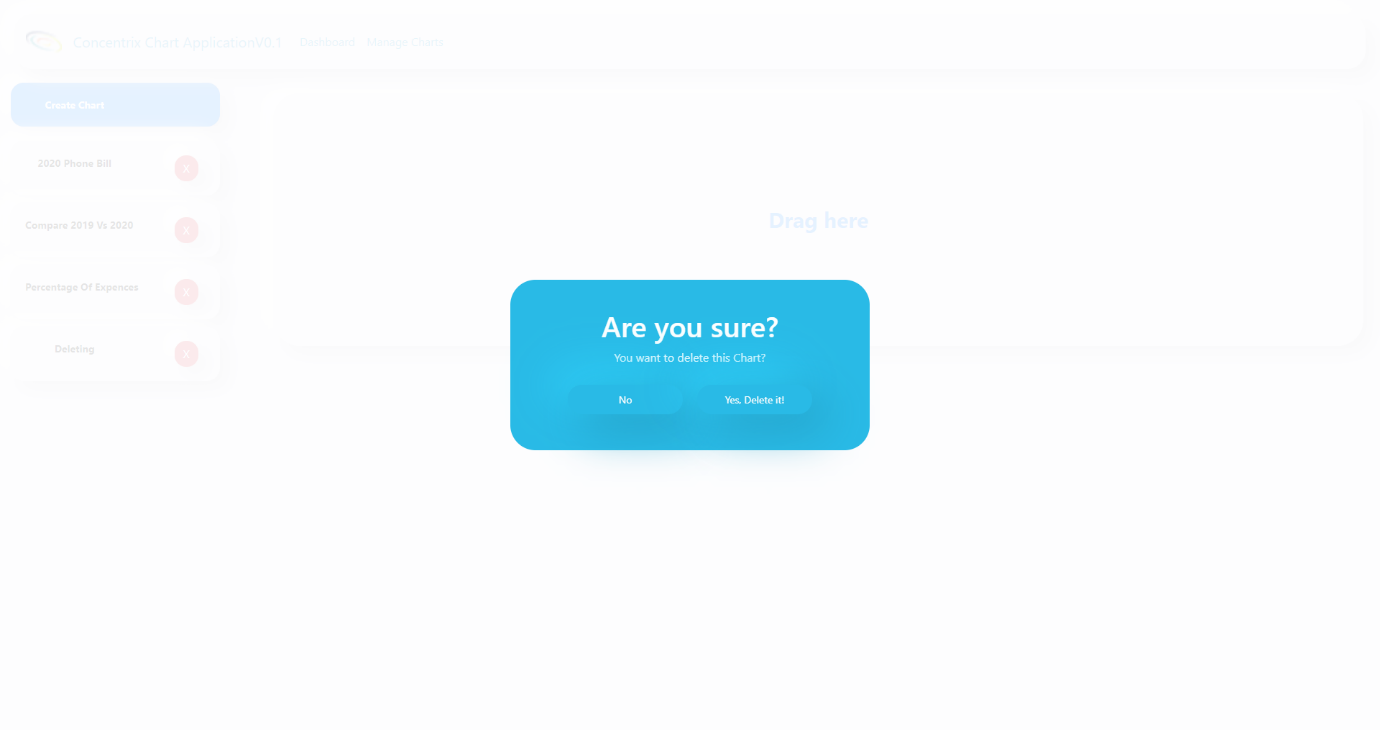 Concentrix Chart ApplicationV0.1 Dashboard Manage Charts
Create Chart
2020 Phone Bill X
Compare 2019 Vs 2020 X
Percentage Of Expences X
Deleting X
Drag here
Are you sure?
You want to delete this Chart?
No Yes, Delete it!